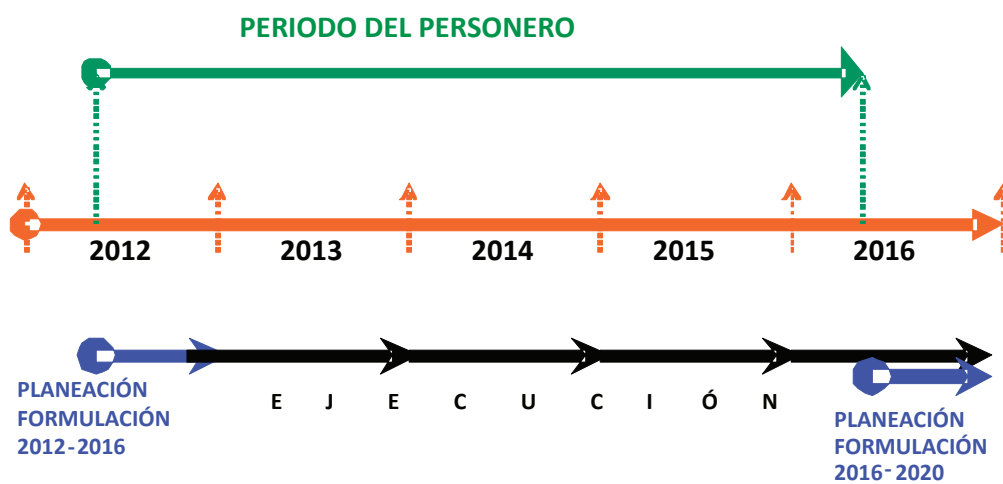 PERIODO DEL PERSONERO
2012 2013 2014 2015 2016
PLANEACIÓN
FORMULACIÓN
2012-2016
E J E C U C I Ó N
PLANEACIÓN
FORMULACIÓN
2016-2020